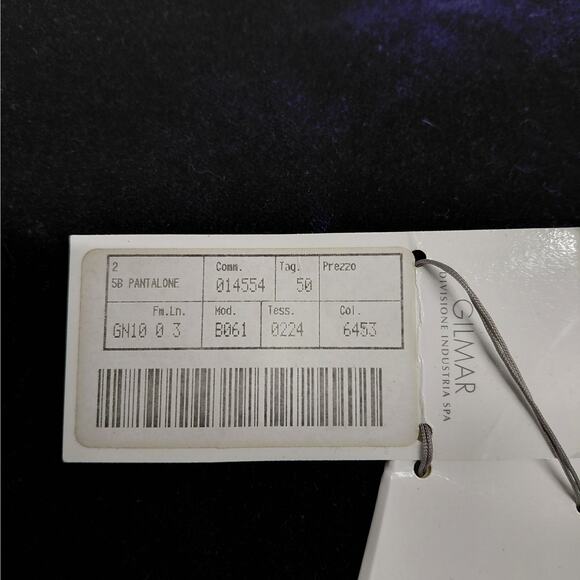 2 Comm. Tag. Prezzo
SB PANTALONE 014554 50
Fm.Ln. Mod. Tess. Col.
GN10 0 3 B061 0224 6453
GILMAR
DIVISIONE INDUSTRIA SPA